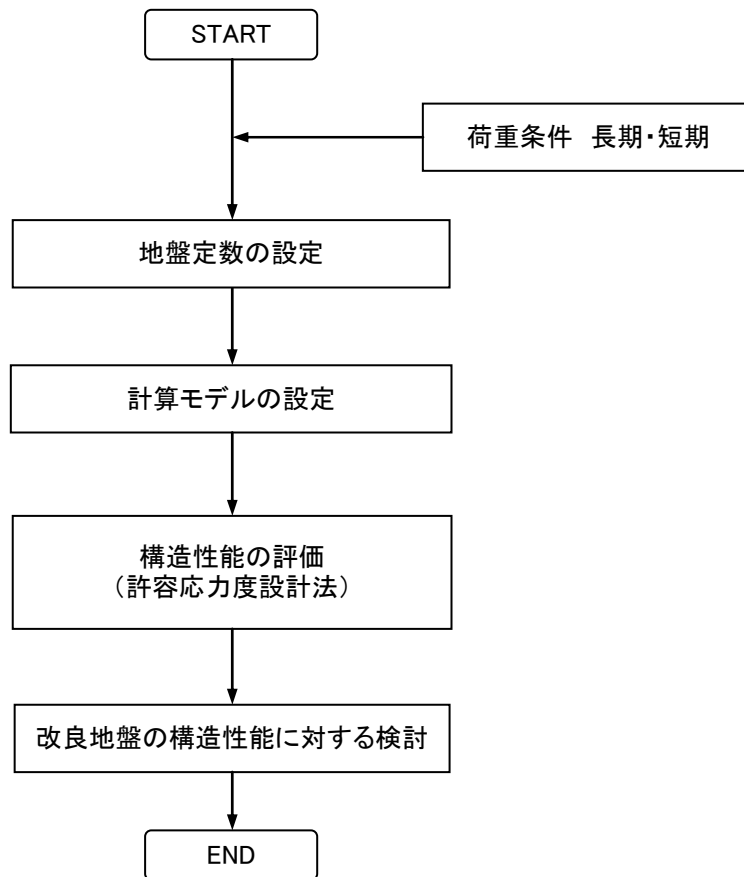 START
荷重条件　長期・短期
地盤定数の設定
計算モデルの設定
構造性能の評価
（許容応力度設計法）
改良地盤の構造性能に対する検討
END